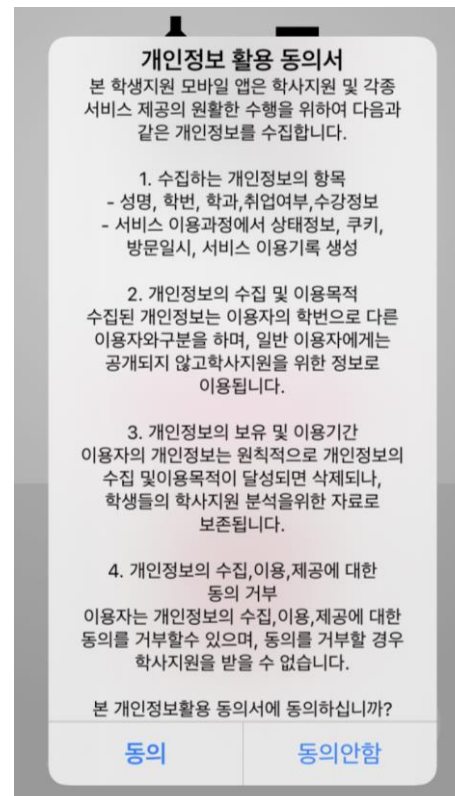 개인정보 활용 동의서
본 학생지원 모바일 앱은 학사지원 및 각종
서비스 제공의 원활한 수행을 위하여 다음과
같은 개인정보를 수집합니다.
1. 수집하는 개인정보의 항목
- 성명, 학번, 학과,취업여부,수강정보
- 서비스 이용과정에서 상태정보, 쿠키,
방문일시, 서비스 이용기록 생성
2. 개인정보의 수집 및 이용목적
수집된 개인정보는 이용자의 학번으로 다른
이용자와구분을 하며, 일반 이용자에게는
공개되지 않고학사지원을 위한 정보로
이용됩니다.
3. 개인정보의 보유 및 이용기간
이용자의 개인정보는 원칙적으로 개인정보의
수집 및이용목적이 달성되면 삭제되나,
학생들의 학사지원 분석을위한 자료로
보존됩니다.
4. 개인정보의 수집,이용,제공에 대한
동의 거부
이용자는 개인정보의 수집,이용,제공에 대한
동의를 거부할수 있으며, 동의를 거부할 경우
학사지원을 받을 수 없습니다.
본 개인정보활용 동의서에 동의하십니까?
동의
동의안함